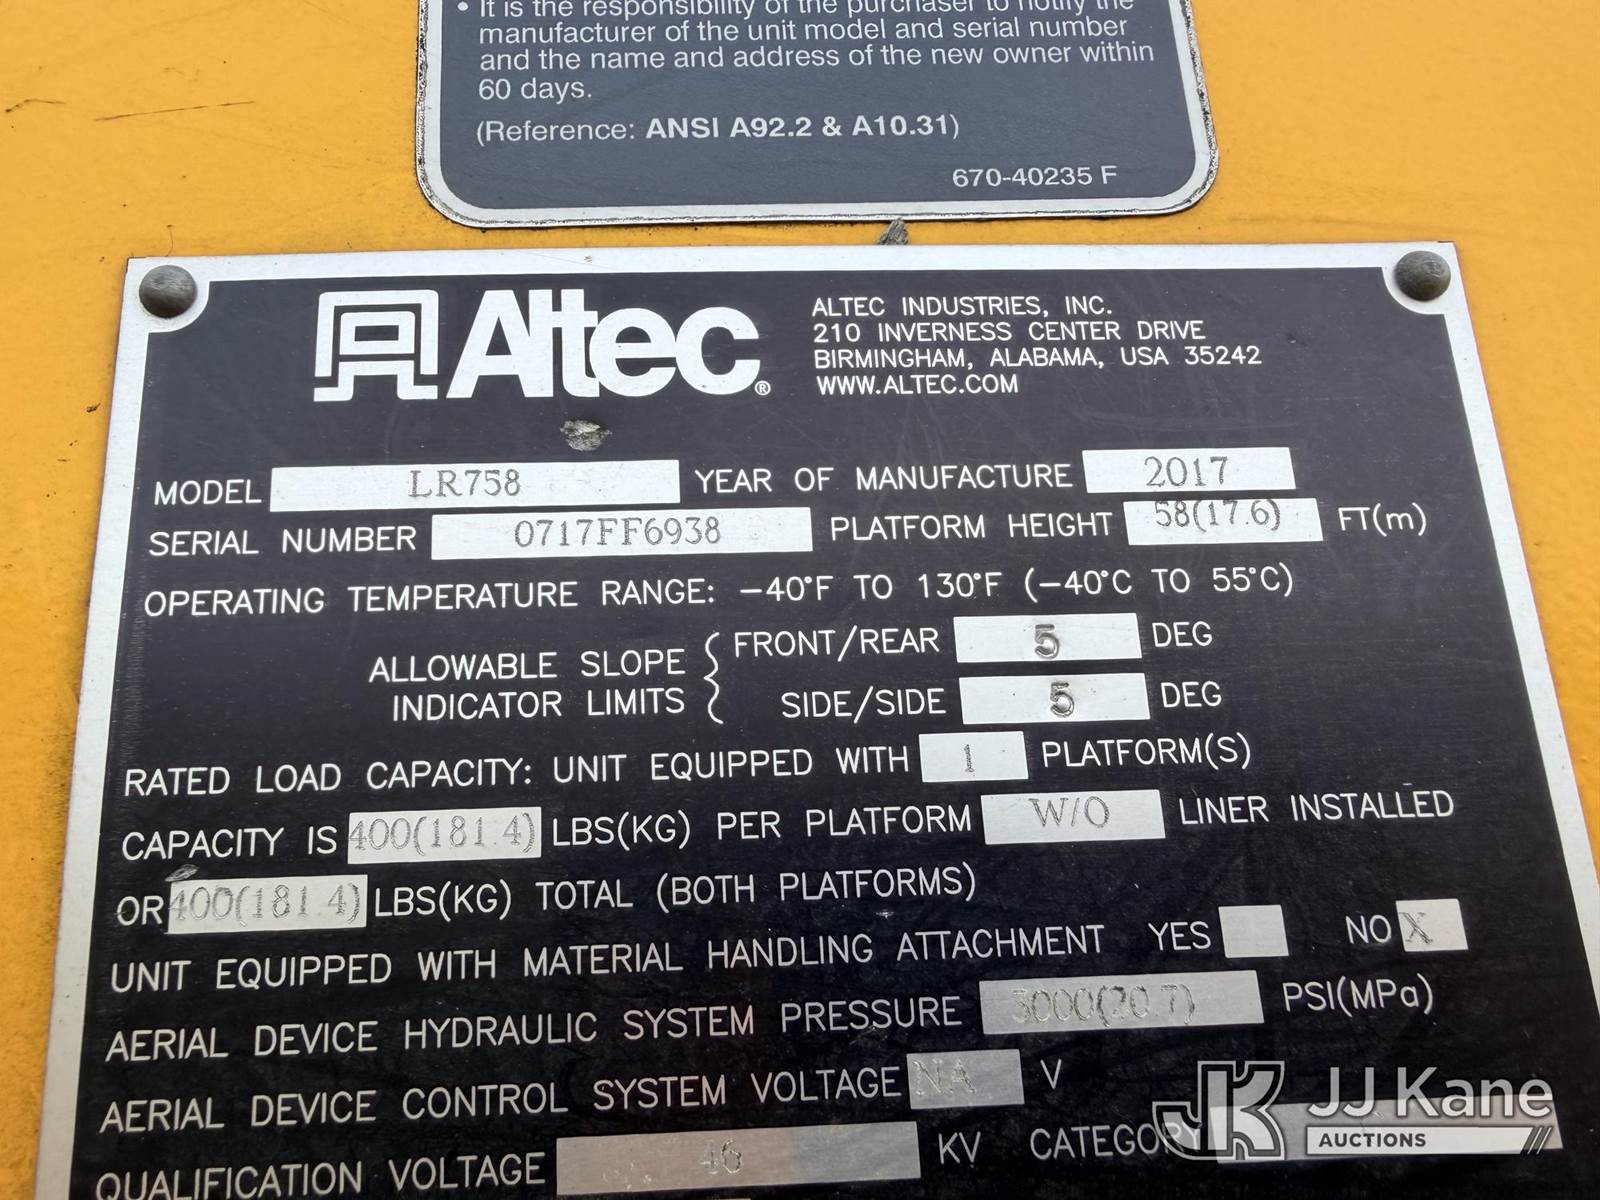 • It is the responsibility of the purchaser to notify the
manufacturer of the unit model and serial number
and the name and address of the new owner within
60 days.
(Reference: ANSI A92.2 & A10.31)
670-40235 F
Altec®
ALTEC INDUSTRIES, INC.
210 INVERNESS CENTER DRIVE
BIRMINGHAM, ALABAMA, USA 35242
WWW.ALTEC.COM
MODEL LR758 YEAR OF MANUFACTURE 2017
SERIAL NUMBER 0717FF6938 PLATFORM HEIGHT 58(17.6) FT(m)
OPERATING TEMPERATURE RANGE: -40°F TO 130°F (-40°C TO 55°C)
ALLOWABLE SLOPE INDICATOR LIMITS { FRONT/REAR 5 DEG
SIDE/SIDE 5 DEG
RATED LOAD CAPACITY: UNIT EQUIPPED WITH 1 PLATFORM(S)
CAPACITY IS 400(181.4) LBS(KG) PER PLATFORM W/O LINER INSTALLED
OR 400(181.4) LBS(KG) TOTAL (BOTH PLATFORMS)
UNIT EQUIPPED WITH MATERIAL HANDLING ATTACHMENT YES NO X
AERIAL DEVICE HYDRAULIC SYSTEM PRESSURE 3000(20.7) PSI(MPa)
AERIAL DEVICE CONTROL SYSTEM VOLTAGE NA V
QUALIFICATION VOLTAGE 46 KV CATEGORY
JK JJ Kane
AUCTIONS